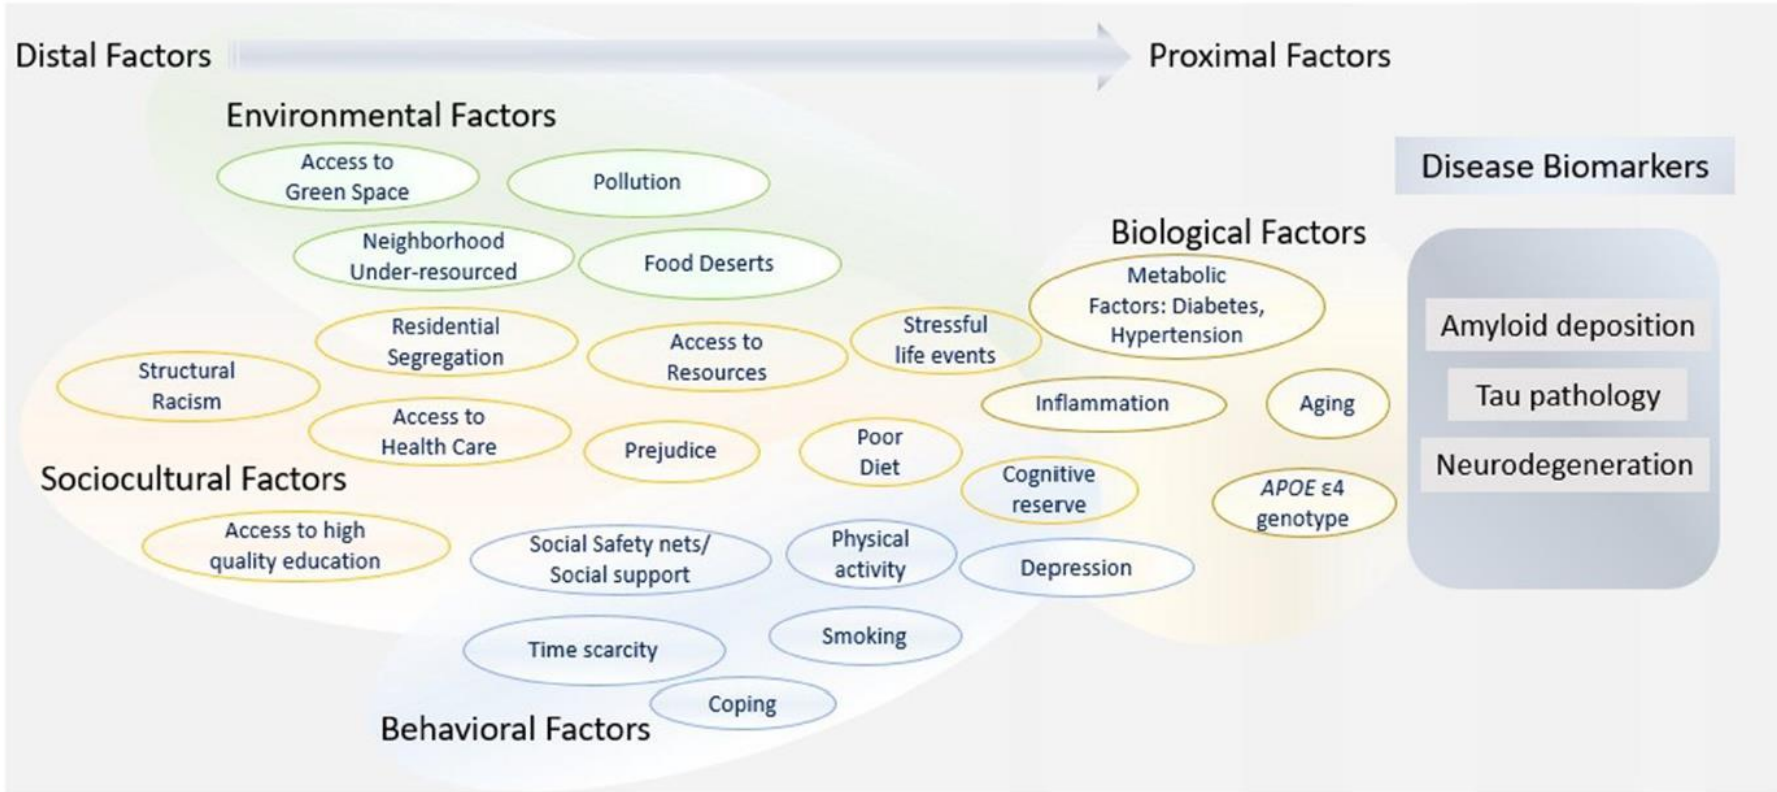 Distal Factors
Proximal Factors
Environmental Factors
Access to
Green Space
Pollution
Neighborhood
Under-resourced
Food Deserts
Disease Biomarkers
Biological Factors
Metabolic
Factors: Diabetes,
Hypertension
Residential
Segregation
Access to
Resources
Stressful
life events
Structural
Racism
Access to
Health Care
Prejudice
Poor
Diet
Inflammation
Aging
Cognitive
reserve
APOE ε4
genotype
Amyloid deposition
Tau pathology
Neurodegeneration
Sociocultural Factors
Access to high
quality education
Social Safety nets/
Social support
Physical
activity
Depression
Time scarcity
Smoking
Coping
Behavioral Factors